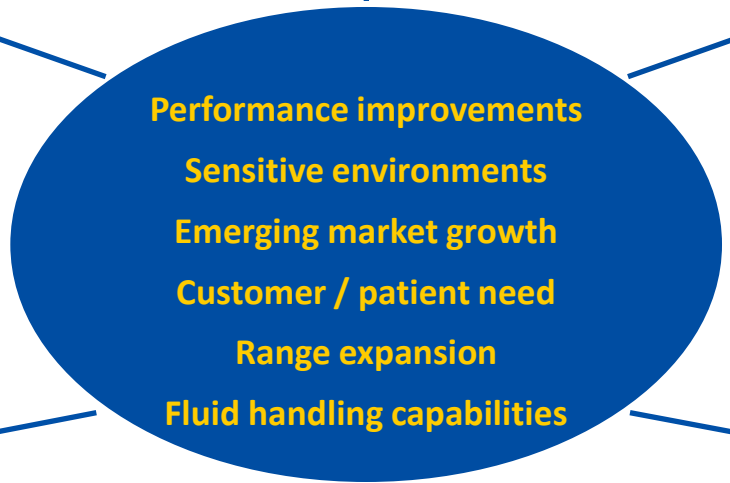 Performance improvements
Sensitive environments
Emerging market growth
Customer / patient need
Range expansion
Fluid handling capabilities